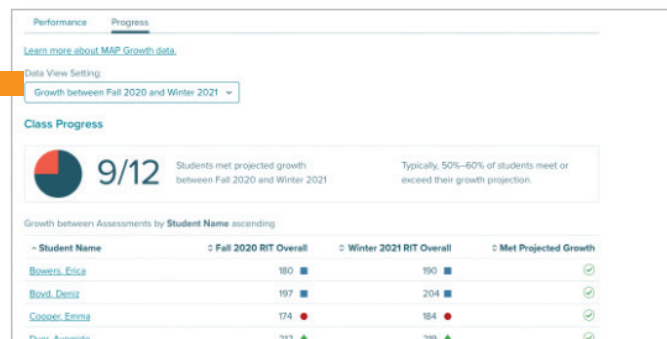 Performance Progress
Learn more about MAP Growth data.
Data View Setting:
Growth between Fall 2020 and Winter 2021
Class Progress
9/12
Students met projected growth
between Fall 2020 and Winter 2021
Typically, 50%–60% of students meet or
exceed their growth projection.
Growth between Assessments by Student Name ascending
Student Name Fall 2020 RIT Overall Winter 2021 RIT Overall Met Projected Growth
Bowers, Erica 180 190
Boyd, Deniz 197 204
Cooper, Emma 174 184